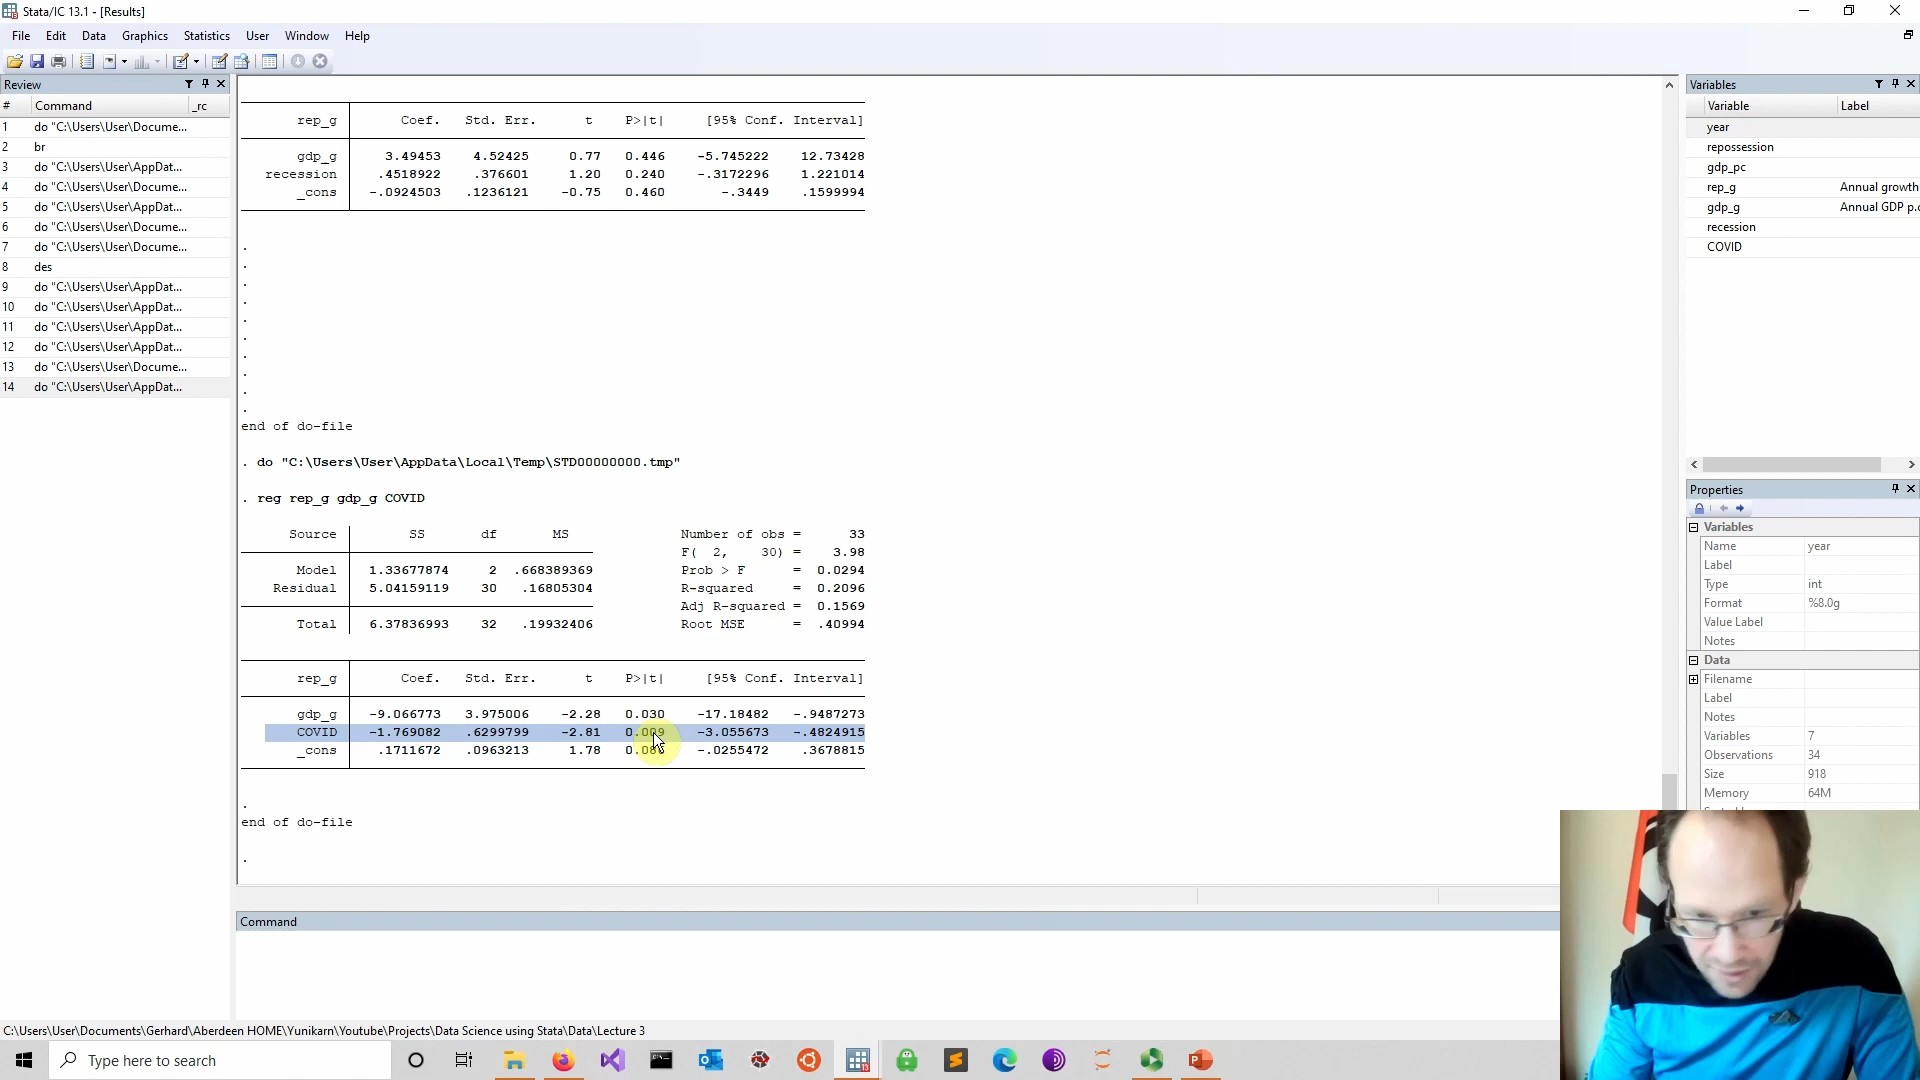 Stata/IC 13.1 - [Results]
File Edit Data Graphics Statistics User Window Help
Review
# Command _rc
1 do "C:\Users\User\Docume...
2 br
3 do "C:\Users\User\AppDat...
4 do "C:\Users\User\Docume...
5 do "C:\Users\User\AppDat...
6 do "C:\Users\User\Docume...
7 do "C:\Users\User\Docume...
8 des
9 do "C:\Users\User\AppDat...
10 do "C:\Users\User\AppDat...
11 do "C:\Users\User\AppDat...
12 do "C:\Users\User\AppDat...
13 do "C:\Users\User\Docume...
14 do "C:\Users\User\AppDat...
rep_g Coef. Std. Err. t P>|t| [95% Conf. Interval]
gdp_g 3.49453 4.52425 0.77 0.446 -5.745222 12.73428
recession .4518922 .376601 1.20 0.240 -.3172296 1.221014
_cons -.0924503 .1236121 -0.75 0.460 -.3449 .1599994
.
.
.
.
.
.
.
.
.
.
end of do-file
. do "C:\Users\User\AppData\Local\Temp\STD00000000.tmp"
. reg rep_g gdp_g COVID
Source SS df MS Number of obs = 33
F( 2, 30) = 3.98
Model 1.33677874 2 .668389369 Prob > F = 0.0294
Residual 5.04159119 30 .16805304 R-squared = 0.2096
Adj R-squared = 0.1569
Total 6.37836993 32 .19932406 Root MSE = .40994
rep_g Coef. Std. Err. t P>|t| [95% Conf. Interval]
gdp_g -9.066773 3.975006 -2.28 0.030 -17.18482 -.9487273
COVID -1.769082 .6299799 -2.81 0.009 -3.055673 -.4824915
_cons .1711672 .0963213 1.78 -.0255472 .3678815
.
end of do-file
.
Command
Variables
Variable Label
year
repossession
gdp_pc
rep_g Annual growth
gdp_g Annual GDP p.c
recession
COVID
Properties
Variables
Name year
Label
Type int
Format %8.0g
Value Label
Notes
Data
Filename
Label
Notes
Variables 7
Observations 34
Size 918
Memory 64M
C:\Users\User\Documents\Gerhard\Aberdeen HOME\Yunikarn\Youtube\Projects\Data Science using Stata\Data\Lecture 3
Type here to search